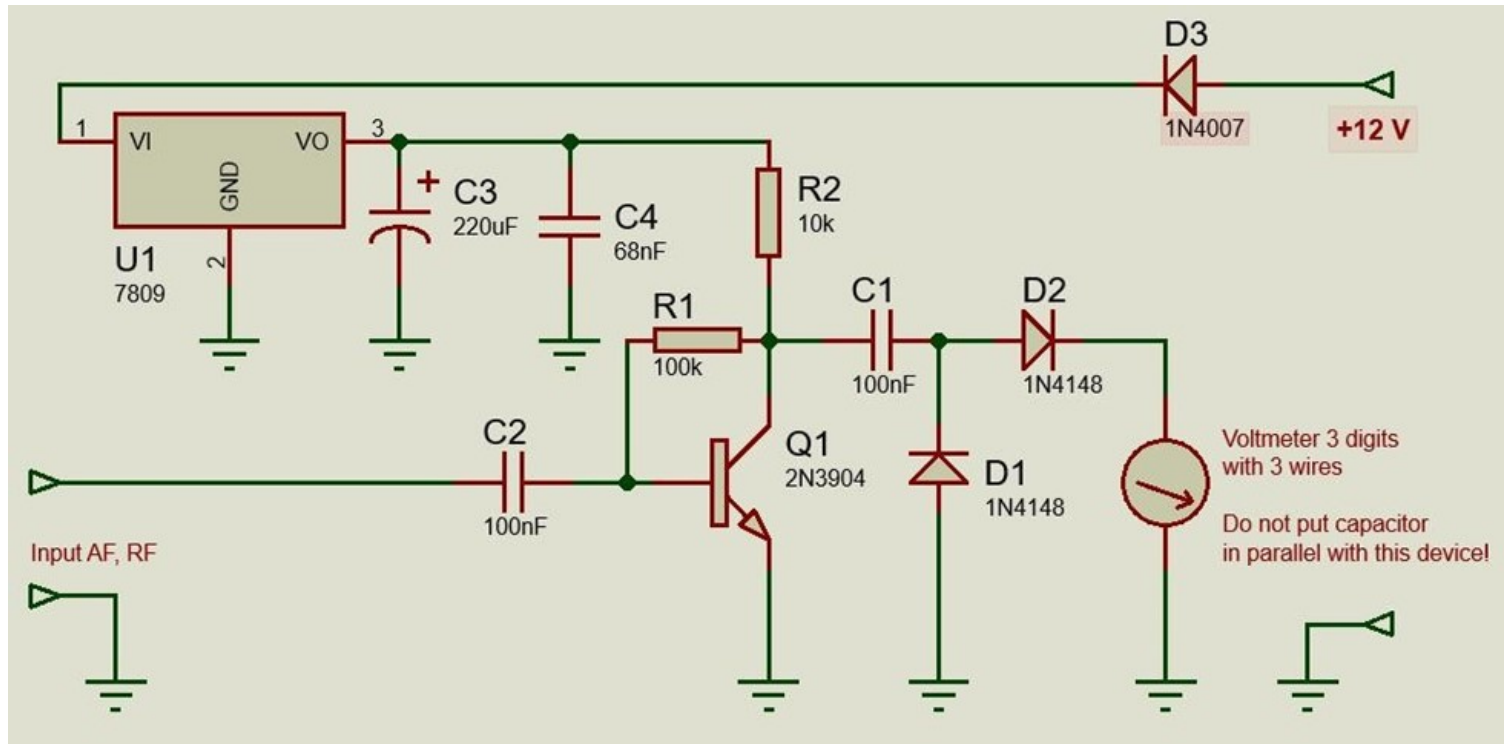 D3
1N4007
+12 V
1
VI
VO
3
GND
2
U1
7809
+
C3
220uF
C4
68nF
R2
10k
R1
100k
C1
100nF
D2
1N4148
C2
100nF
Q1
2N3904
D1
1N4148
Voltmeter 3 digits
with 3 wires
Do not put capacitor
in parallel with this device!
Input AF, RF